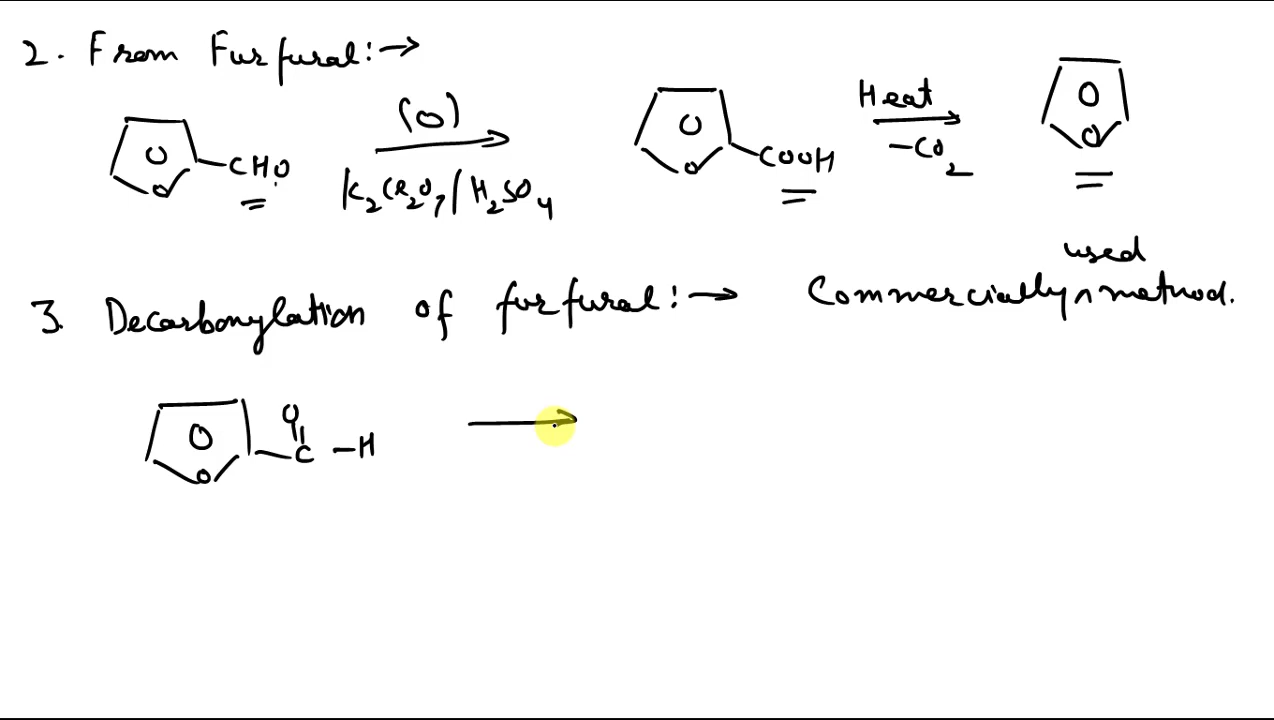 2. From Furfural:→
(O)
Heat
O O CHO K₂Cr₂O₇/H₂SO₄ O O COOH -CO₂ O O
used
3. Decarbonylation of furfural:→ Commercially ^ method.
O
O O C -H